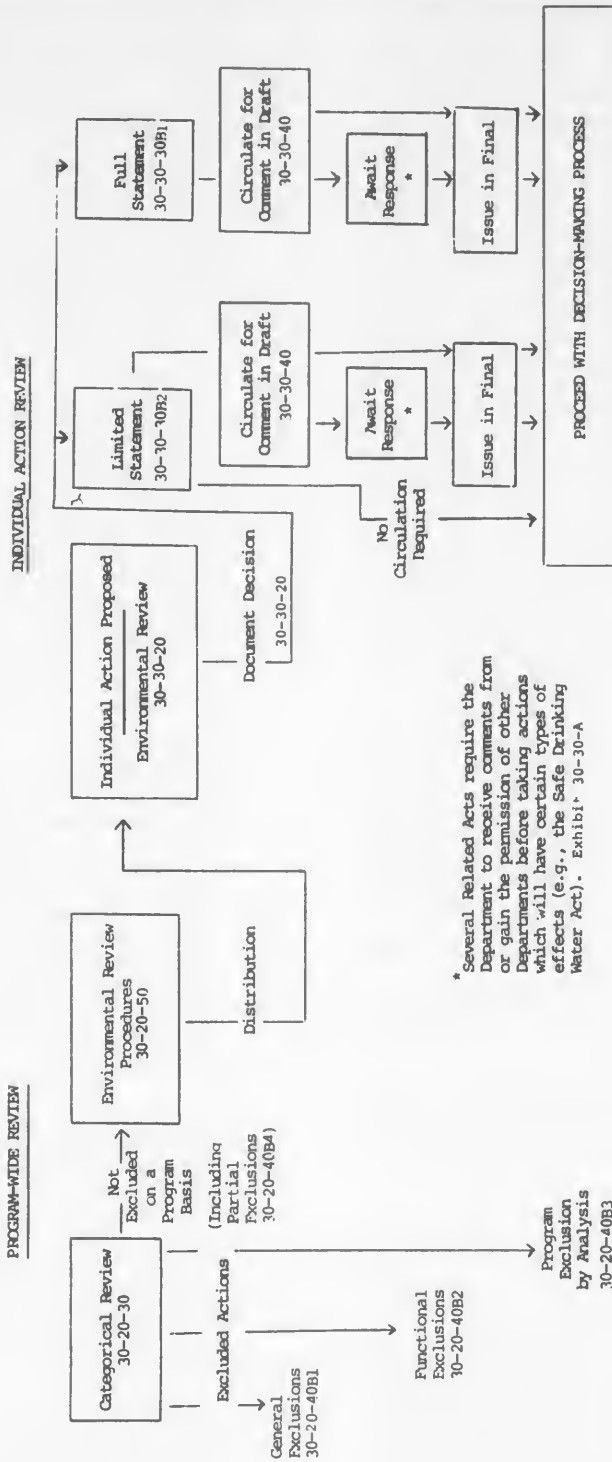 PROGRAM-WIDE REVIEW
Categorical Review
30-20-30
Not
Excluded
on a
Program
Basis
(Including
Partial
Exclusions
30-20-40B4)
Excluded Actions
General
Exclusions
30-20-40B1
Functional
Exclusions
30-20-40B2
Program
Exclusion
by Analysis
30-20-40B3
Environmental Review
Procedures
30-20-50
Distribution
INDIVIDUAL ACTION REVIEW
Individual Action Proposed
Environmental Review
30-30-20
Document Decision
30-30-20
Limited
Statement
30-30-30B2
Circulate for
Comment in Draft
30-30-40
Await
Response
*
Issue in Final
No
Circulation
Required
Full
Statement
30-30-30B1
Circulate for
Comment in Draft
30-30-40
Await
Response
*
Issue in Final
PROCEED WITH DECISION-MAKING PROCESS
* Several Related Acts require the
Department to receive comments from
or gain the permission of other
Departments before taking actions
which will have certain types of
effects (e.g., the Safe Drinking
Water Act). Exhibit 30-30-A